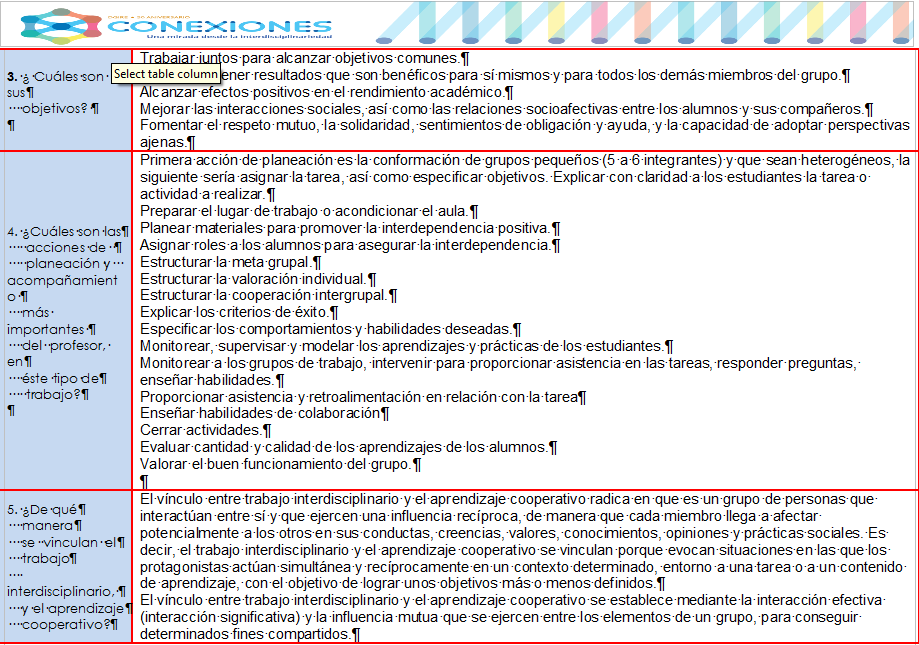 CONEXIONES
Una mirada desde la interdisciplinariedad
3. ¿ Cuáles son
sus
objetivos?
Select table column
Trabajar juntos para alcanzar objetivos comunes.
ener resultados que son benéficos para sí mismos y para todos los demás miembros del grupo.
Alcanzar efectos positivos en el rendimiento académico.
Mejorar las interacciones sociales, así como las relaciones socioafectivas entre los alumnos y sus compañeros.
Fomentar el respeto mutuo, la solidaridad, sentimientos de obligación y ayuda, y la capacidad de adoptar perspectivas
ajenas.
4. ¿Cuáles son las
acciones de
planeación y
acompañamient
o
más
importantes
del profesor,
en
éste tipo de
trabajo?
Primera acción de planeación es la conformación de grupos pequeños (5 a 6 integrantes) y que sean heterogéneos, la
siguiente sería asignar la tarea, así como especificar objetivos. Explicar con claridad a los estudiantes la tarea o
actividad a realizar.
Preparar el lugar de trabajo o acondicionar el aula.
Planear materiales para promover la interdependencia positiva.
Asignar roles a los alumnos para asegurar la interdependencia.
Estructurar la meta grupal.
Estructurar la valoración individual.
Estructurar la cooperación intergrupal.
Explicar los criterios de éxito.
Especificar los comportamientos y habilidades deseadas.
Monitorear, supervisar y modelar los aprendizajes y prácticas de los estudiantes.
Monitorear a los grupos de trabajo, intervenir para proporcionar asistencia en las tareas, responder preguntas,
enseñar habilidades.
Proporcionar asistencia y retroalimentación en relación con la tarea
Enseñar habilidades de colaboración
Cerrar actividades.
Evaluar cantidad y calidad de los aprendizajes de los alumnos.
Valorar el buen funcionamiento del grupo.
5. ¿De qué
manera
se vinculan el
trabajo
interdisciplinario,
y el aprendizaje
cooperativo?
El vínculo entre trabajo interdisciplinario y el aprendizaje cooperativo radica en que es un grupo de personas que
interactúan entre sí y que ejercen una influencia recíproca, de manera que cada miembro llega a afectar
potencialmente a los otros en sus conductas, creencias, valores, conocimientos, opiniones y prácticas sociales. Es
decir, el trabajo interdisciplinario y el aprendizaje cooperativo se vinculan porque evocan situaciones en las que los
protagonistas actúan simultánea y recíprocamente en un contexto determinado, entorno a una tarea o a un contenido
de aprendizaje, con el objetivo de lograr unos objetivos más o menos definidos.
El vínculo entre trabajo interdisciplinario y el aprendizaje cooperativo se establece mediante la interacción efectiva
(interacción significativa) y la influencia mutua que se ejercen entre los elementos de un grupo, para conseguir
determinados fines compartidos.